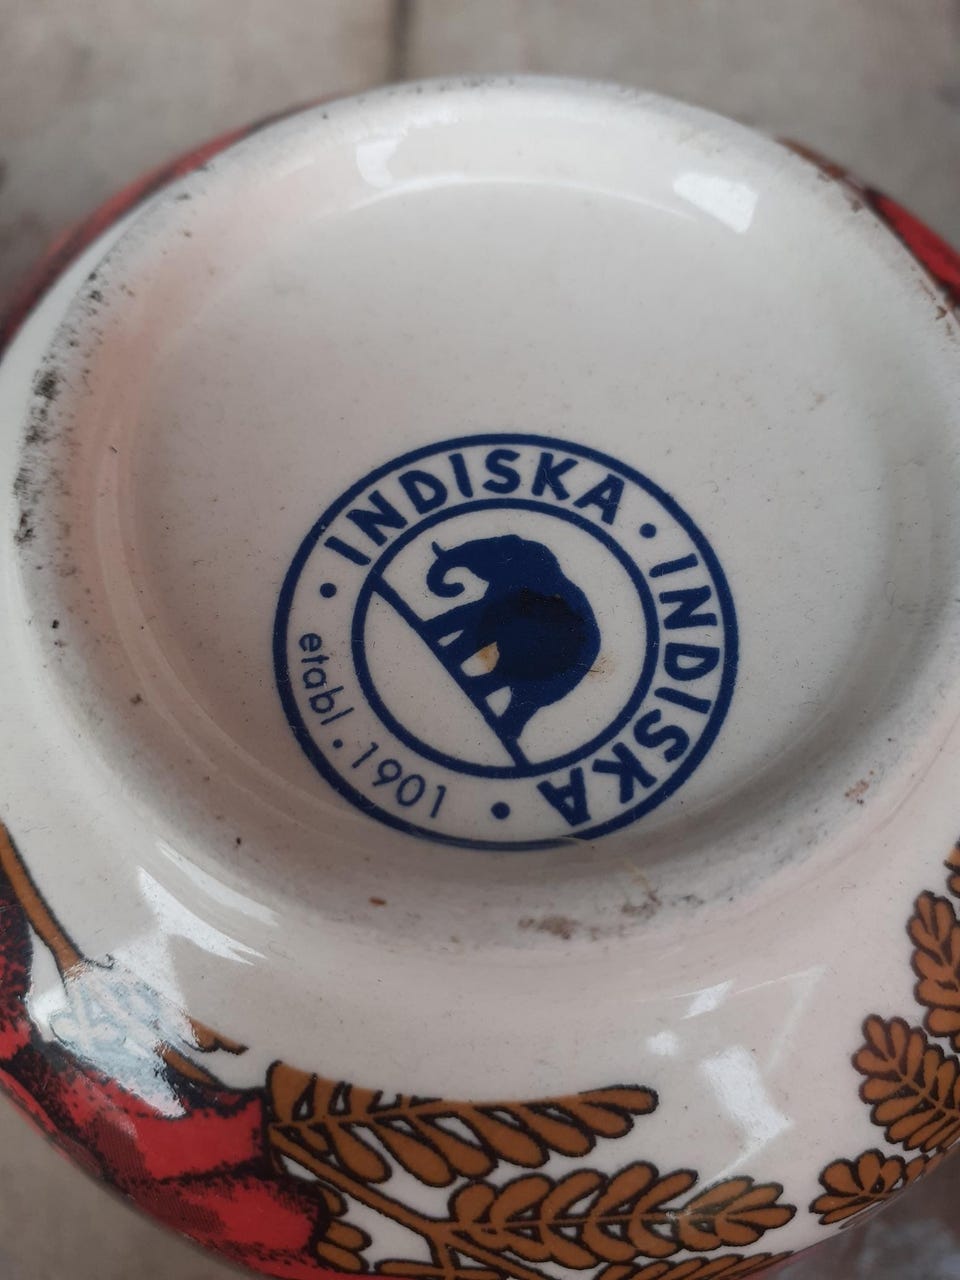 INDISKA · INDISKA ·
etabl. 1901 ·